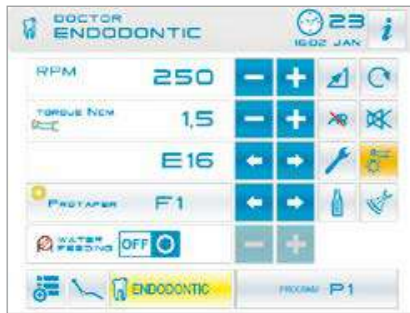 DOCTOR
ENDODONTIC
23
16:02 JAN
i
RPM 250 - +
TORQUE NCM 1,5 - +
E16
PROTAPER F1
WATER FEEDING OFF - +
ENDODONTIC PROGRAM P1